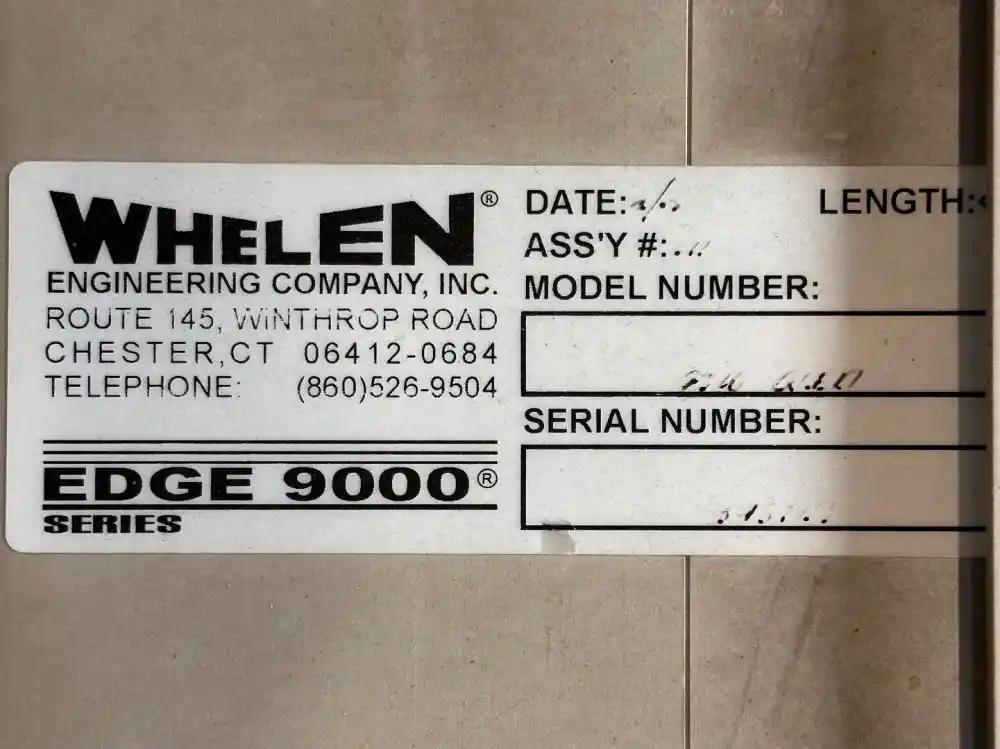 WHELEN®
ENGINEERING COMPANY, INC.
ROUTE 145, WINTHROP ROAD
CHESTER,CT 06412-0684
TELEPHONE: (860)526-9504
EDGE 9000®
SERIES
DATE: LENGTH:
ASS'Y #:
MODEL NUMBER:
SERIAL NUMBER: